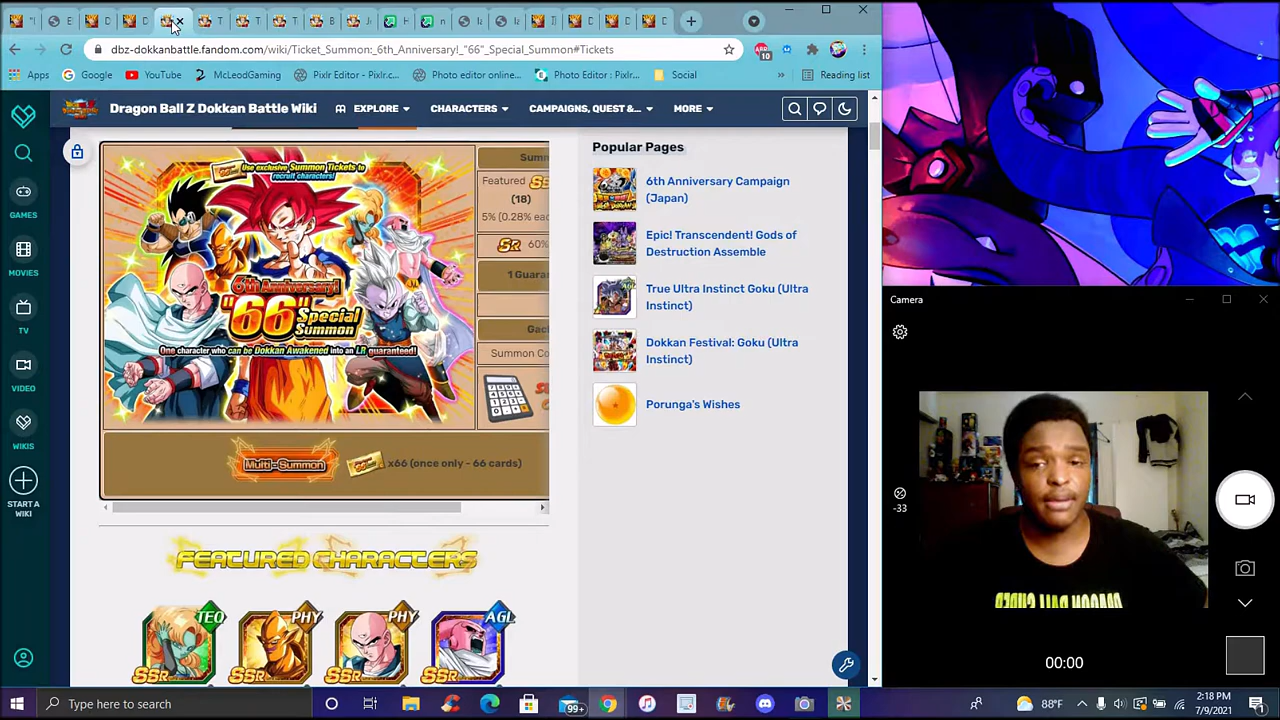 dbz-dokkanbattle.fandom.com/wiki/Ticket_Summon:_6th_Anniversary!_"66"_Special_Summon#Tickets
10
Apps
Google
YouTube
McLeodGaming
Pixlr Editor - Pixlr.c...
Photo editor online...
Photo Editor : Pixlr...
Social
»
Reading list
Dragon Ball Z Dokkan Battle Wiki
EXPLORE
CHARACTERS
CAMPAIGNS, QUEST &...
MORE
GAMES
MOVIES
TV
VIDEO
WIKIS
START A
WIKI
Use exclusive Summon Tickets
to recruit characters!
6th Anniversary!
"66" Special
Summon
One character who can be Dokkan Awakened into an LR guaranteed!
Summ
Featured SS
(18)
5% (0.28% eac
SR 60%
1 Guara
Gac
Summon Co
Multi-Summon
x66 (once only - 66 cards)
FEATURED CHARACTERS
TEQ
SSR
PHY
SSR
PHY
SSR
AGL
SSR
Popular Pages
6th Anniversary Campaign
(Japan)
Epic! Transcendent! Gods of
Destruction Assemble
True Ultra Instinct Goku (Ultra
Instinct)
AGL
Dokkan Festival: Goku (Ultra
Instinct)
Porunga's Wishes
Camera
-33
00:00
Type here to search
99+
88°F
2:18 PM
7/9/2021